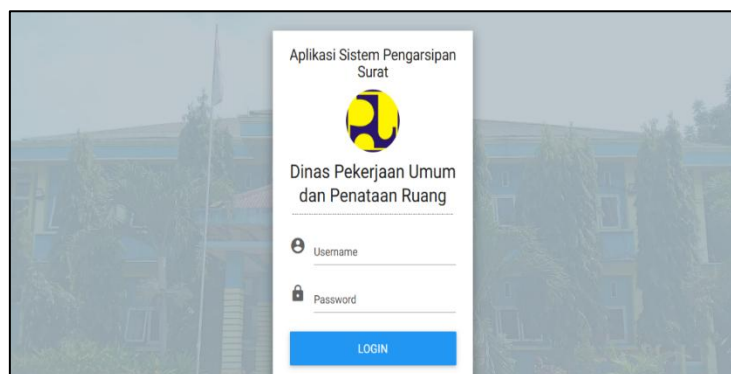 Aplikasi Sistem Pengarsipan
Surat
Dinas Pekerjaan Umum
dan Penataan Ruang
Username
Password
LOGIN